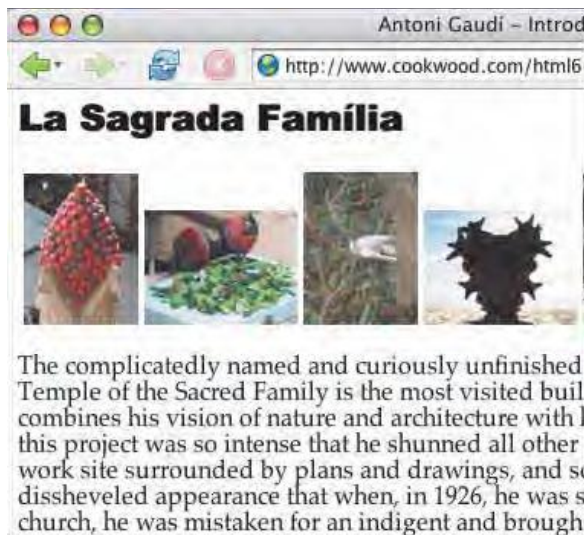 Antoni Gaudí – Introd
http://www.cookwood.com/html6
La Sagrada Família
The complicatedly named and curiously unfinished
Temple of the Sacred Family is the most visited buil
combines his vision of nature and architecture with
this project was so intense that he shunned all other
work site surrounded by plans and drawings, and so
dissheveled appearance that when, in 1926, he was s
church, he was mistaken for an indigent and brough